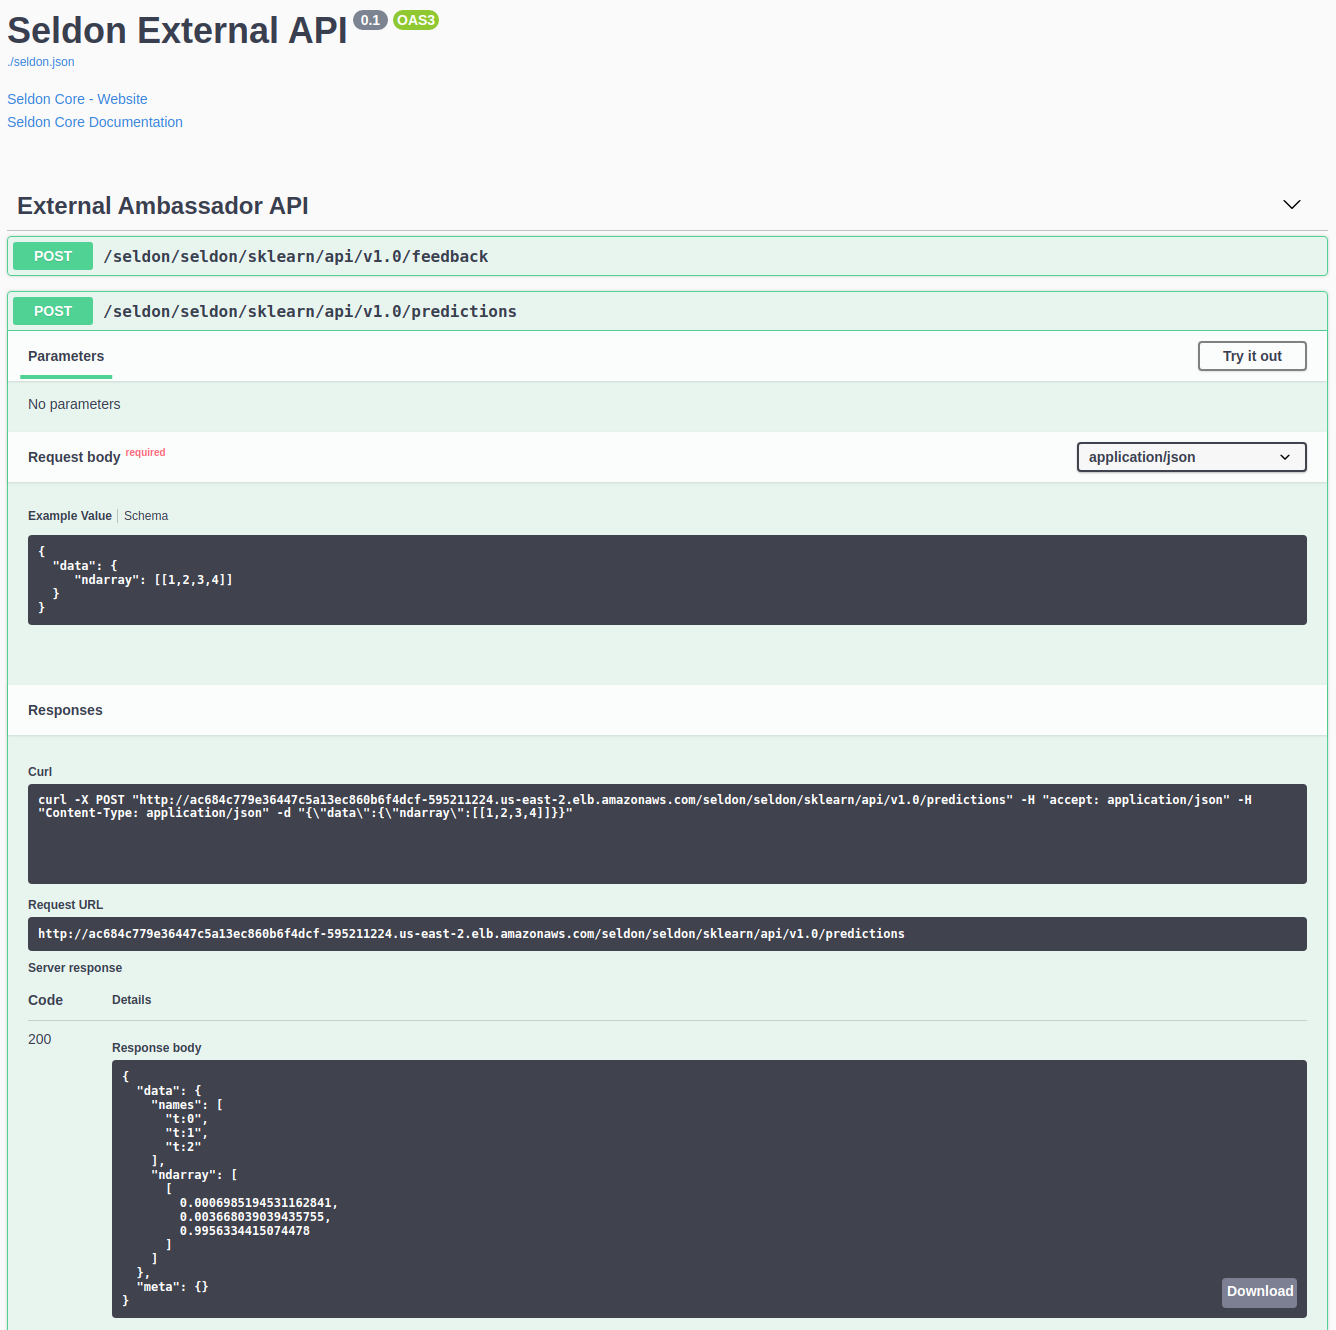 Seldon External API 0.1 OAS3
./seldon.json
Seldon Core - Website
Seldon Core Documentation
External Ambassador API
POST /seldon/seldon/sklearn/api/v1.0/feedback
POST /seldon/seldon/sklearn/api/v1.0/predictions
Parameters Try it out
No parameters
Request body required application/json
Example Value Schema
{
  "data": {
     "ndarray": [[1,2,3,4]]
  }
}
Responses
Curl
curl -X POST "http://ac684c779e36447c5a13ec860b6f4dcf-595211224.us-east-2.elb.amazonaws.com/seldon/seldon/sklearn/api/v1.0/predictions" -H "accept: application/json" -H
"Content-Type: application/json" -d "{\"data\":{\"ndarray\":[[1,2,3,4]]}}"
Request URL
http://ac684c779e36447c5a13ec860b6f4dcf-595211224.us-east-2.elb.amazonaws.com/seldon/seldon/sklearn/api/v1.0/predictions
Server response
Code Details
200
Response body
{
  "data": {
    "names": [
      "t:0",
      "t:1",
      "t:2"
    ],
    "ndarray": [
      [
        0.0006985194531162841,
        0.003668039039435755,
        0.9956334415074478
      ]
    ]
  },
  "meta": {}
}
Download